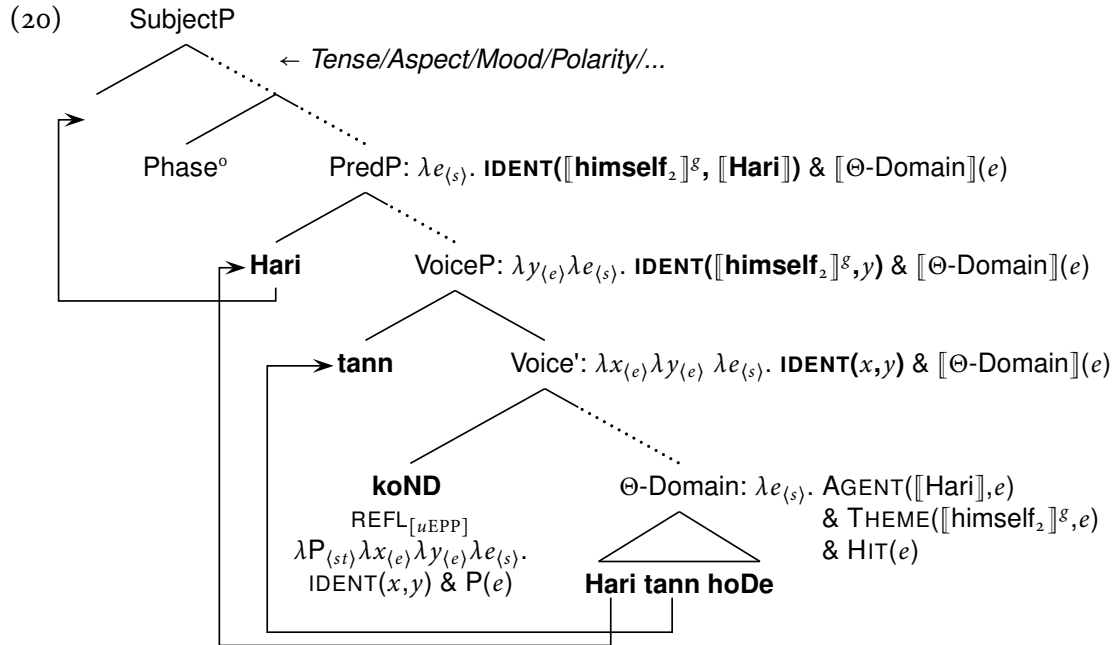 (20) SubjectP
← Tense/Aspect/Mood/Polarity/...
Phase⁰ PredP: λe⟨s⟩. IDENT(⟦himself₂⟧ᵍ, ⟦Hari⟧) & ⟦Θ-Domain⟧(e)
Hari VoiceP: λy⟨e⟩λe⟨s⟩. IDENT(⟦himself₂⟧ᵍ,y) & ⟦Θ-Domain⟧(e)
tann Voice': λx⟨e⟩λy⟨e⟩ λe⟨s⟩. IDENT(x,y) & ⟦Θ-Domain⟧(e)
koND Θ-Domain: λe⟨s⟩. AGENT(⟦Hari⟧,e)
REFL[uEPP] & THEME(⟦himself₂⟧ᵍ,e)
λP⟨st⟩λx⟨e⟩λy⟨e⟩λe⟨s⟩. & HIT(e)
IDENT(x,y) & P(e) Hari tann hoDe